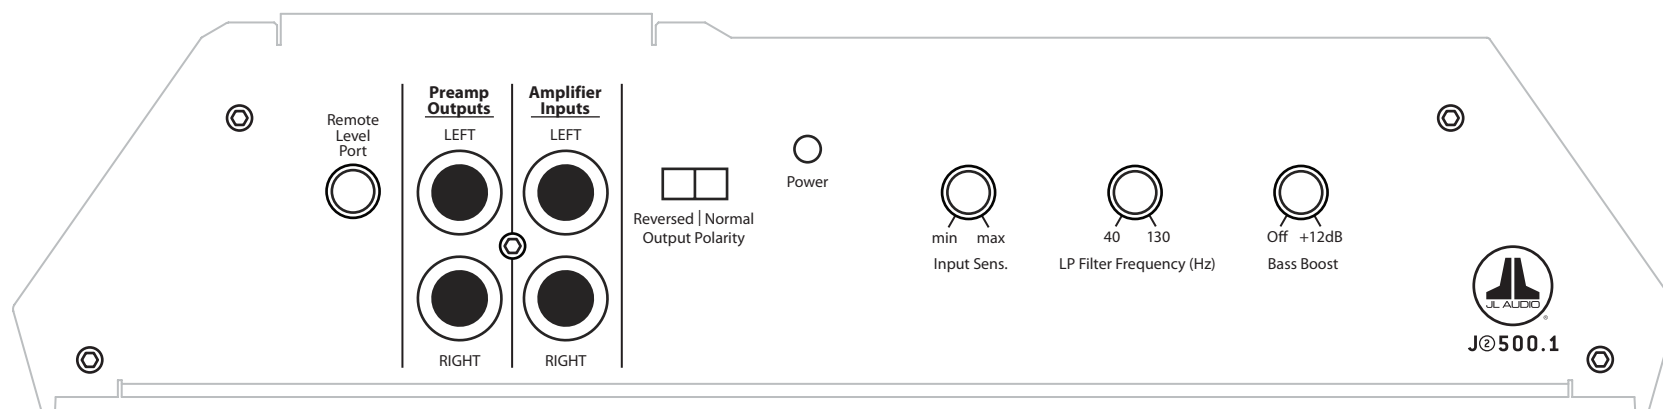 Remote
Level
Port
Preamp
Outputs
LEFT
RIGHT
Amplifier
Inputs
LEFT
RIGHT
Reversed | Normal
Output Polarity
Power
min max
Input Sens.
40 130
LP Filter Frequency (Hz)
Off +12dB
Bass Boost
JL AUDIO®
J②500.1